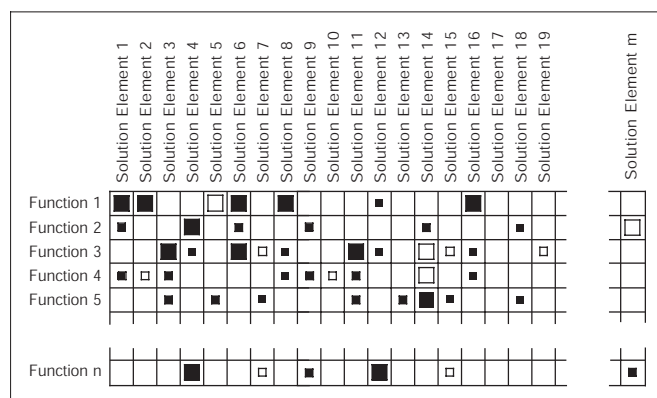 Solution Element 1
Solution Element 2
Solution Element 3
Solution Element 4
Solution Element 5
Solution Element 6
Solution Element 7
Solution Element 8
Solution Element 9
Solution Element 10
Solution Element 11
Solution Element 12
Solution Element 13
Solution Element 14
Solution Element 15
Solution Element 16
Solution Element 17
Solution Element 18
Solution Element 19
Solution Element m
Function 1
Function 2
Function 3
Function 4
Function 5
Function n